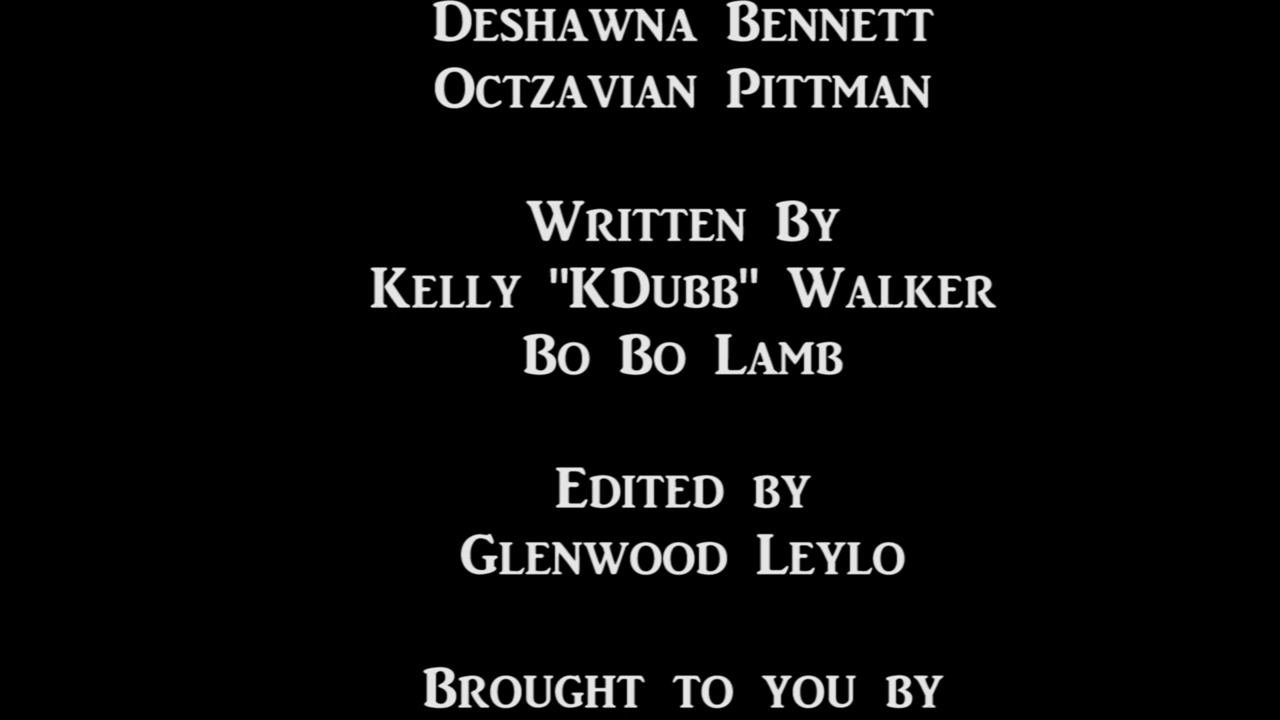 Deshawna Bennett
Octzavian Pittman
Written By
Kelly "KDubb" Walker
Bo Bo Lamb
Edited by
Glenwood Leylo
Brought to you by